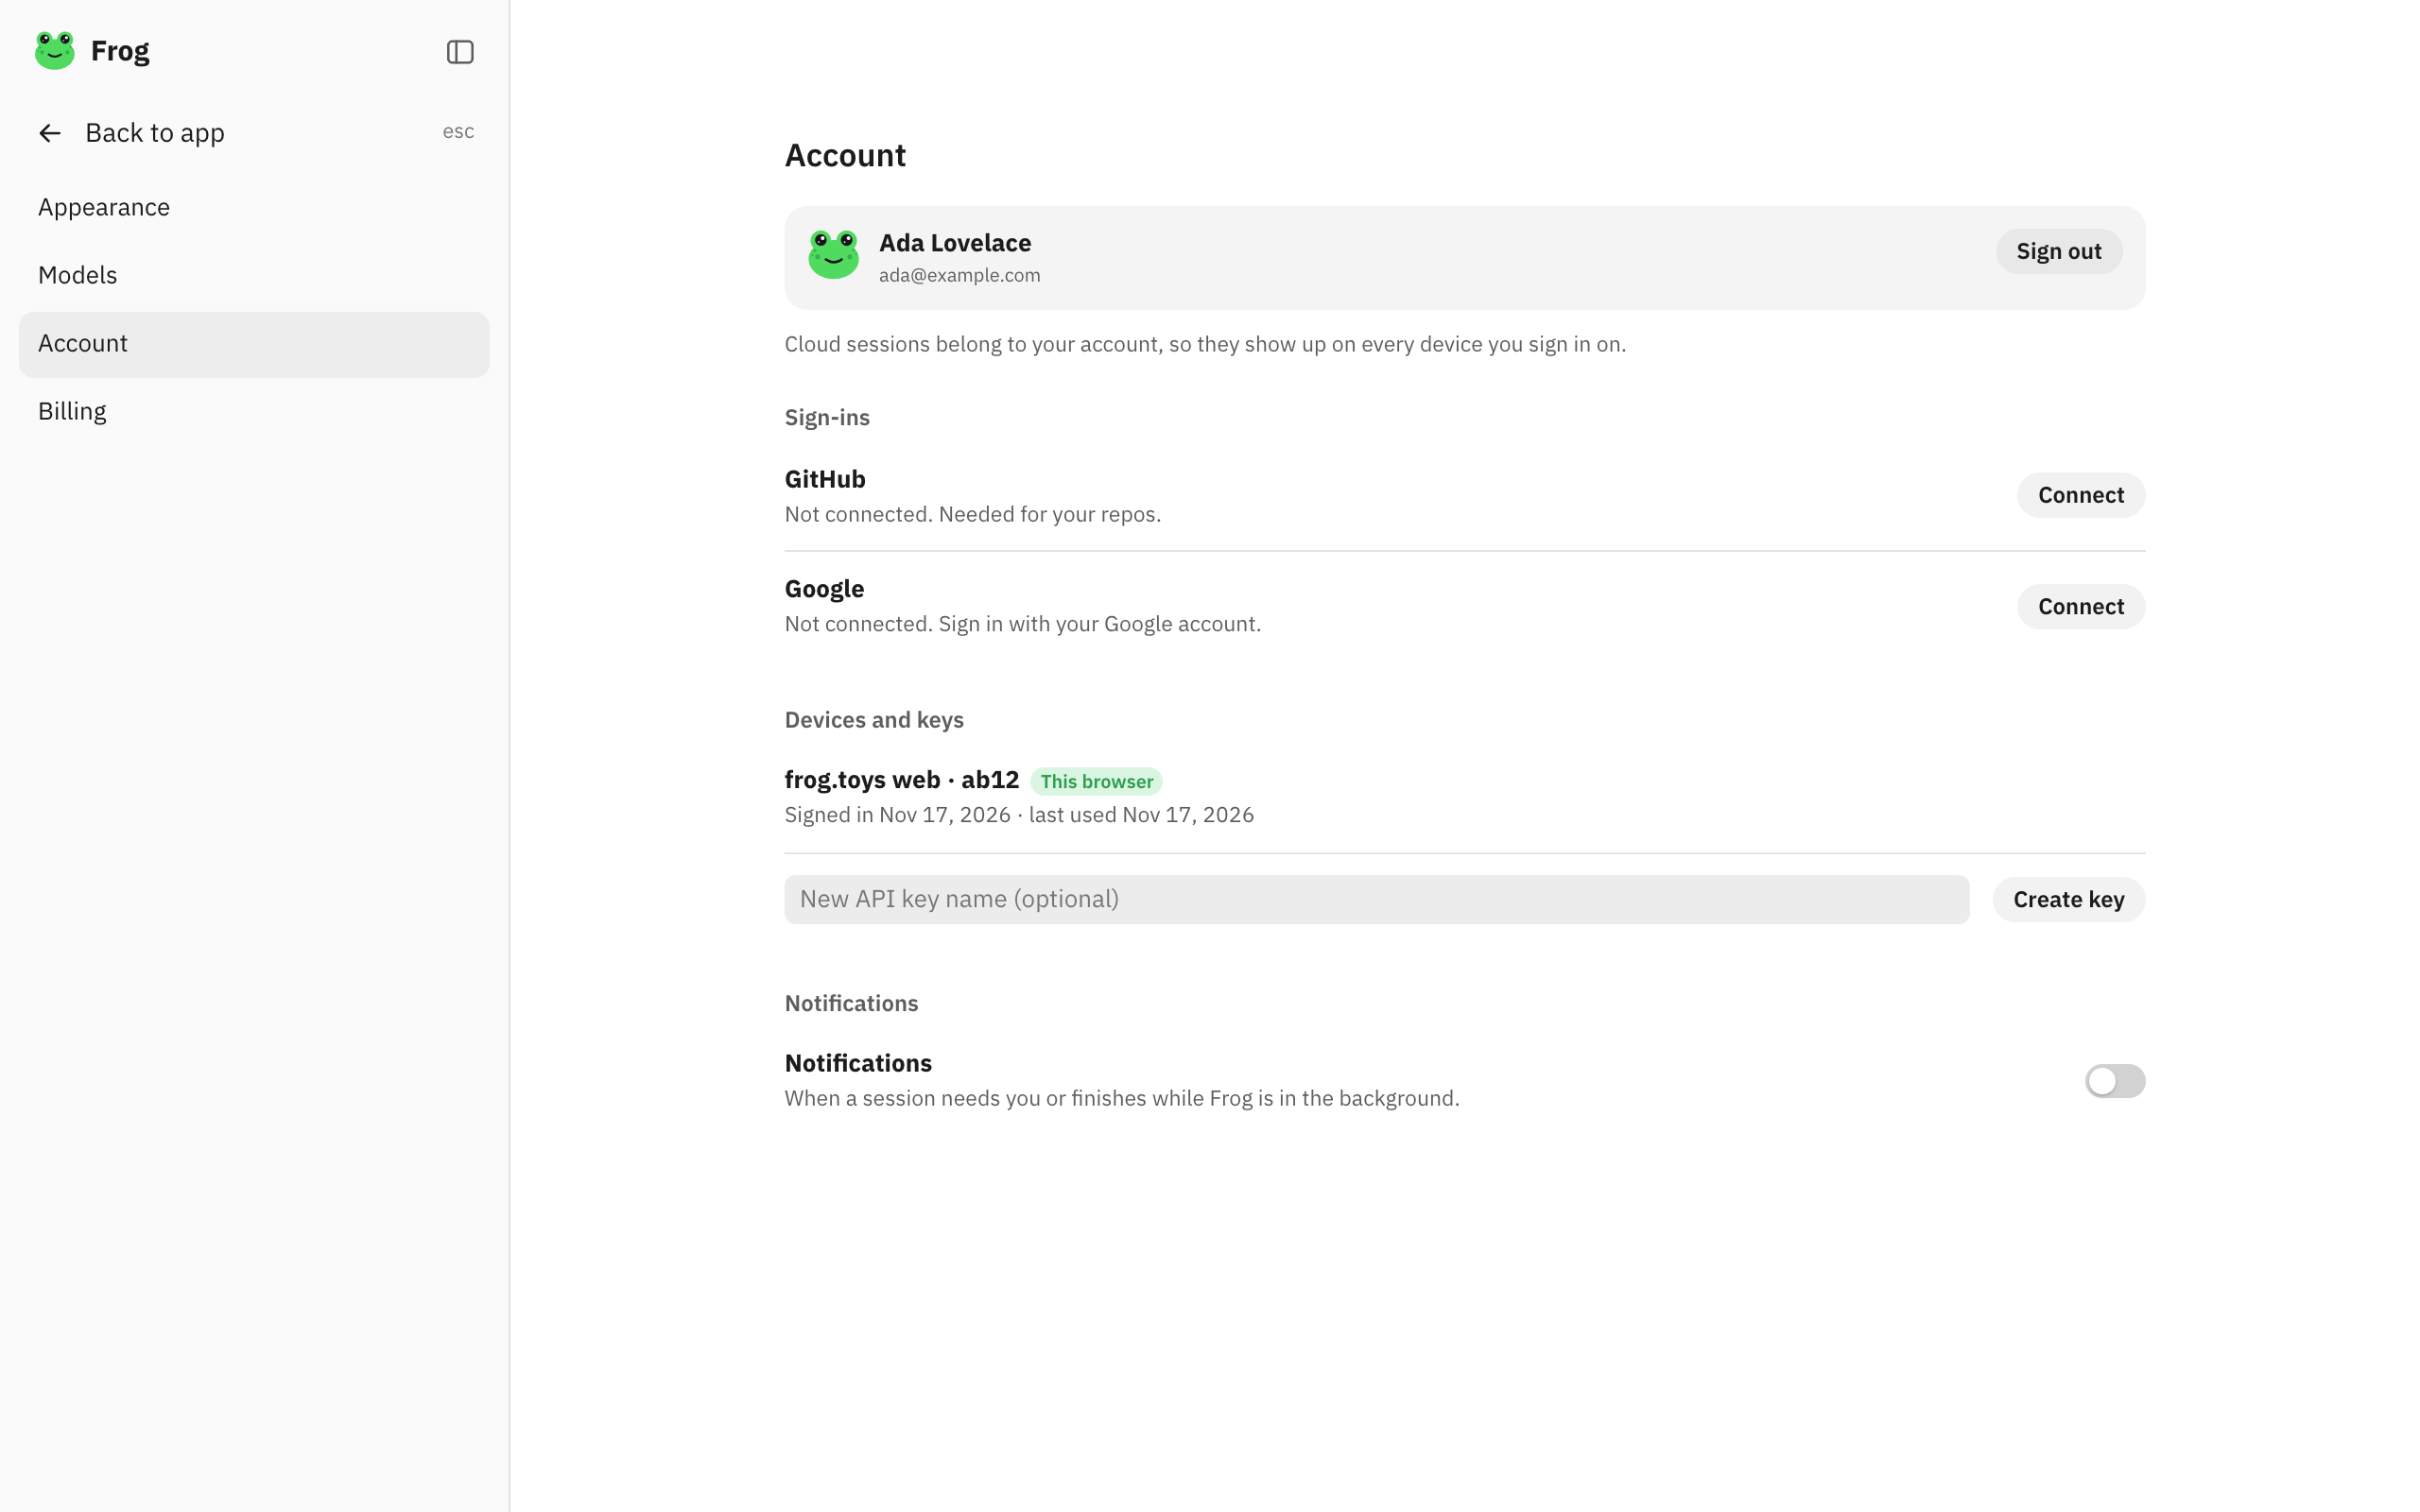 Frog
Back to app
esc
Appearance
Models
Account
Billing
Account
Ada Lovelace
ada@example.com
Sign out
Cloud sessions belong to your account, so they show up on every device you sign in on.
Sign-ins
GitHub
Not connected. Needed for your repos.
Connect
Google
Not connected. Sign in with your Google account.
Connect
Devices and keys
frog.toys web · ab12 This browser
Signed in Nov 17, 2026 · last used Nov 17, 2026
New API key name (optional)
Create key
Notifications
Notifications
When a session needs you or finishes while Frog is in the background.